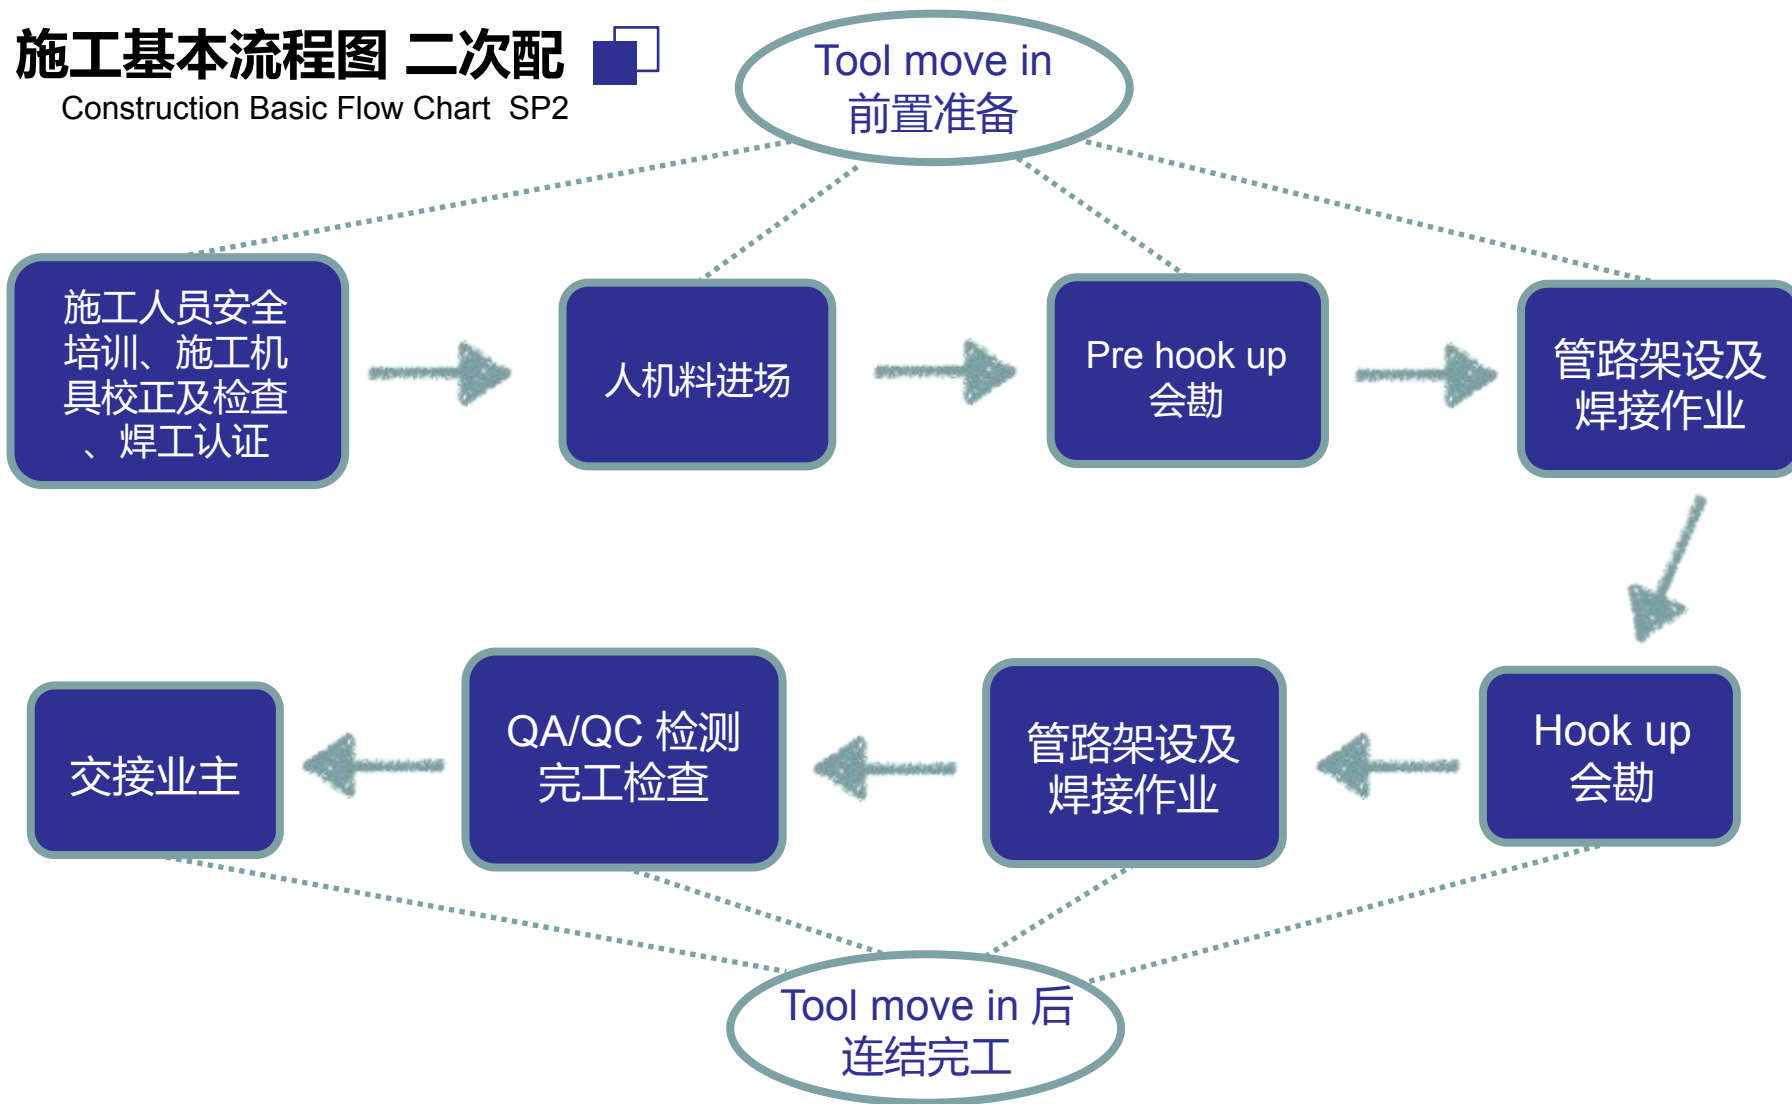 施工基本流程图 二次配
Construction Basic Flow Chart SP2
Tool move in
前置准备
施工人员安全
培训、施工机
具校正及检查
、焊工认证
人机料进场
Pre hook up
会勘
管路架设及
焊接作业
Hook up
会勘
管路架设及
焊接作业
QA/QC 检测
完工检查
交接业主
Tool move in 后
连结完工